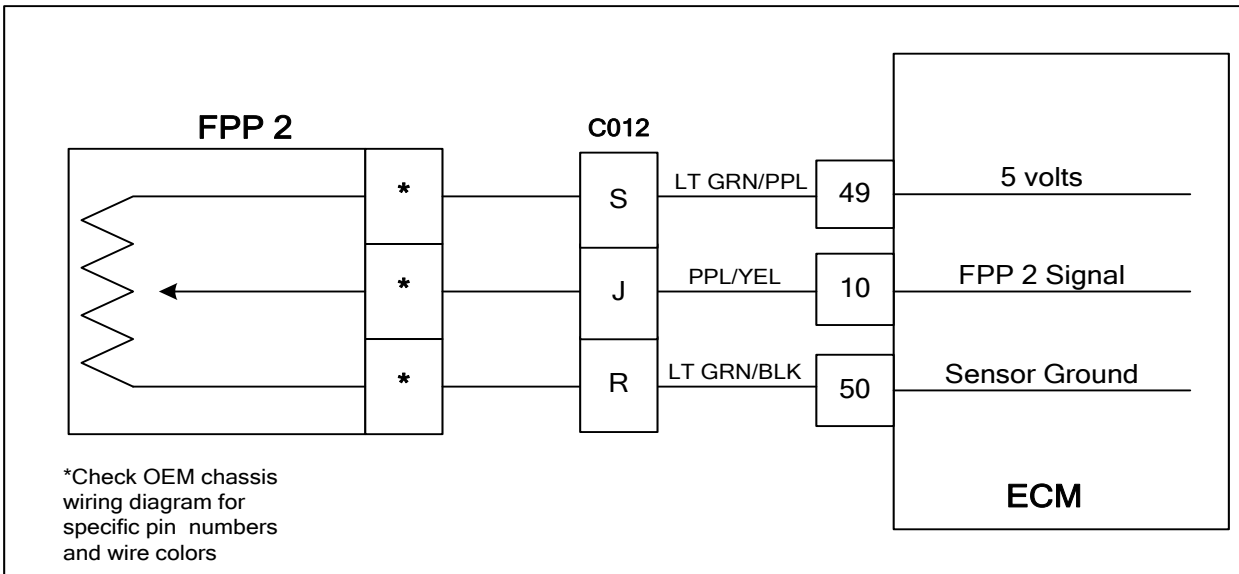 FPP 2
C012
* S LT GRN/PPL 49 5 volts
* J PPL/YEL 10 FPP 2 Signal
* R LT GRN/BLK 50 Sensor Ground
ECM
*Check OEM chassis
wiring diagram for
specific pin numbers
and wire colors